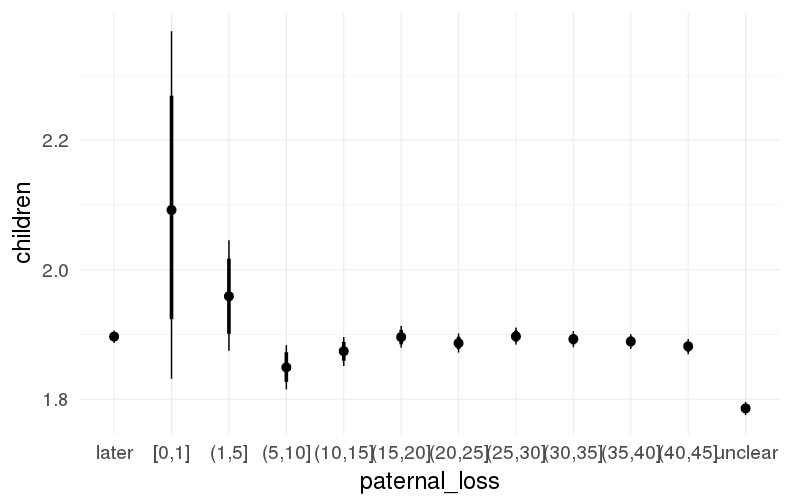 children
2.2
2.0
1.8
later [0,1] (1,5] (5,10] (10,15] (15,20] (20,25] (25,30] (30,35] (35,40] (40,45] unclear
paternal_loss